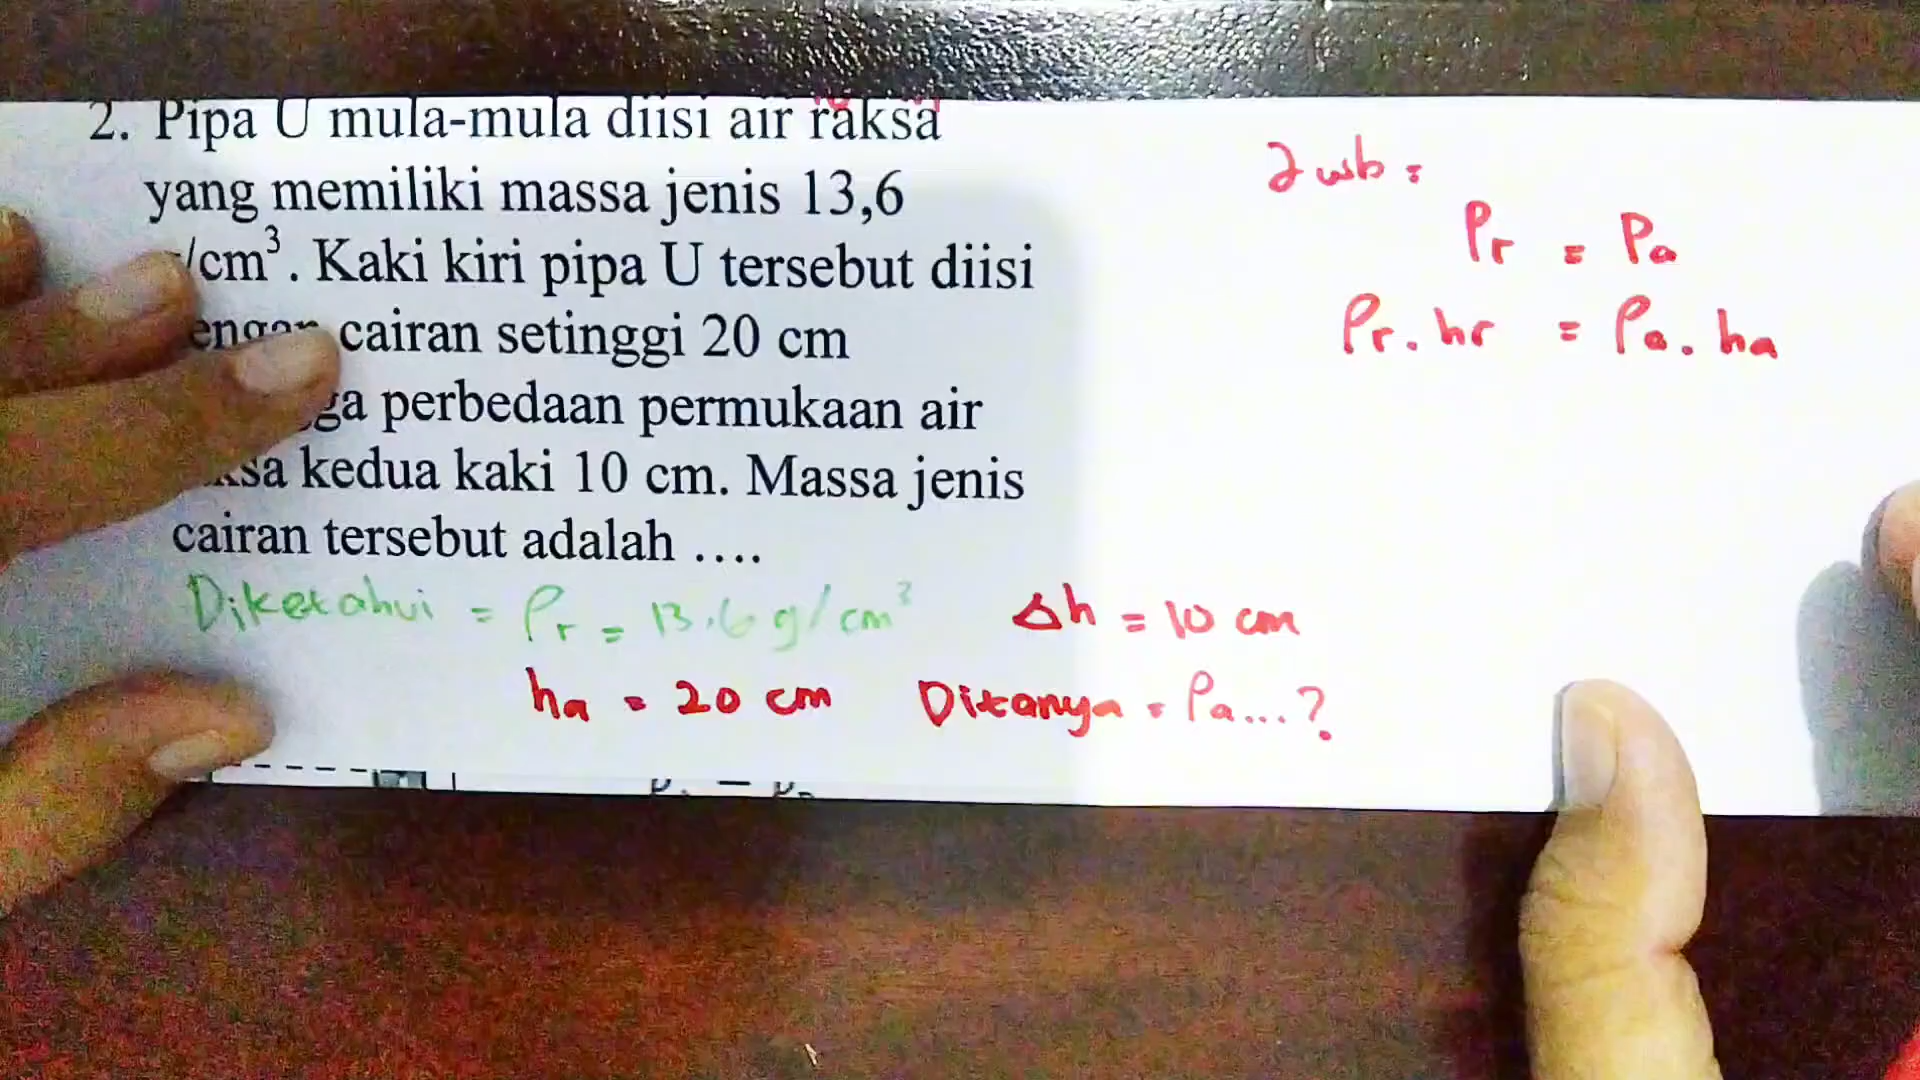 2. Pipa U mula-mula diisi air raksa
yang memiliki massa jenis 13,6
/cm³. Kaki kiri pipa U tersebut diisi
cairan setinggi 20 cm
perbedaan permukaan air
kedua kaki 10 cm. Massa jenis
cairan tersebut adalah ....
Diketahui = ρr = 13.6 g/cm³ Δh = 10 cm
ha = 20 cm Ditanya = ρa...?
Jwb =
Pr = Pa
ρr . hr = ρa . ha